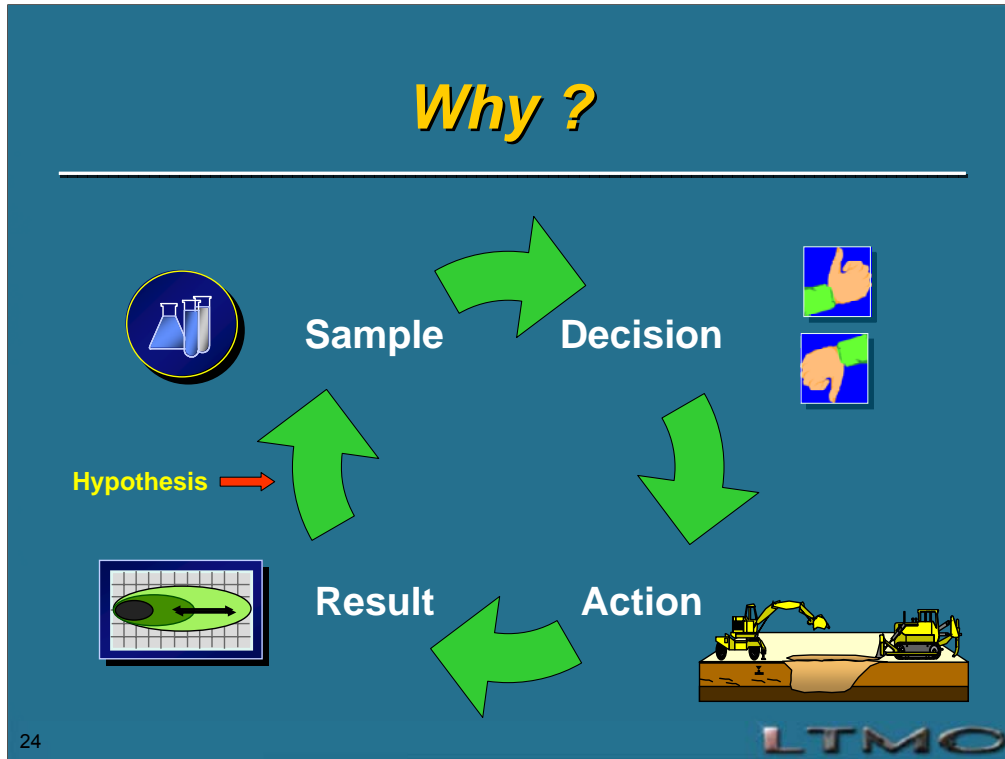 Why ?
Sample
Decision
Hypothesis
Result
Action
24
LTMO